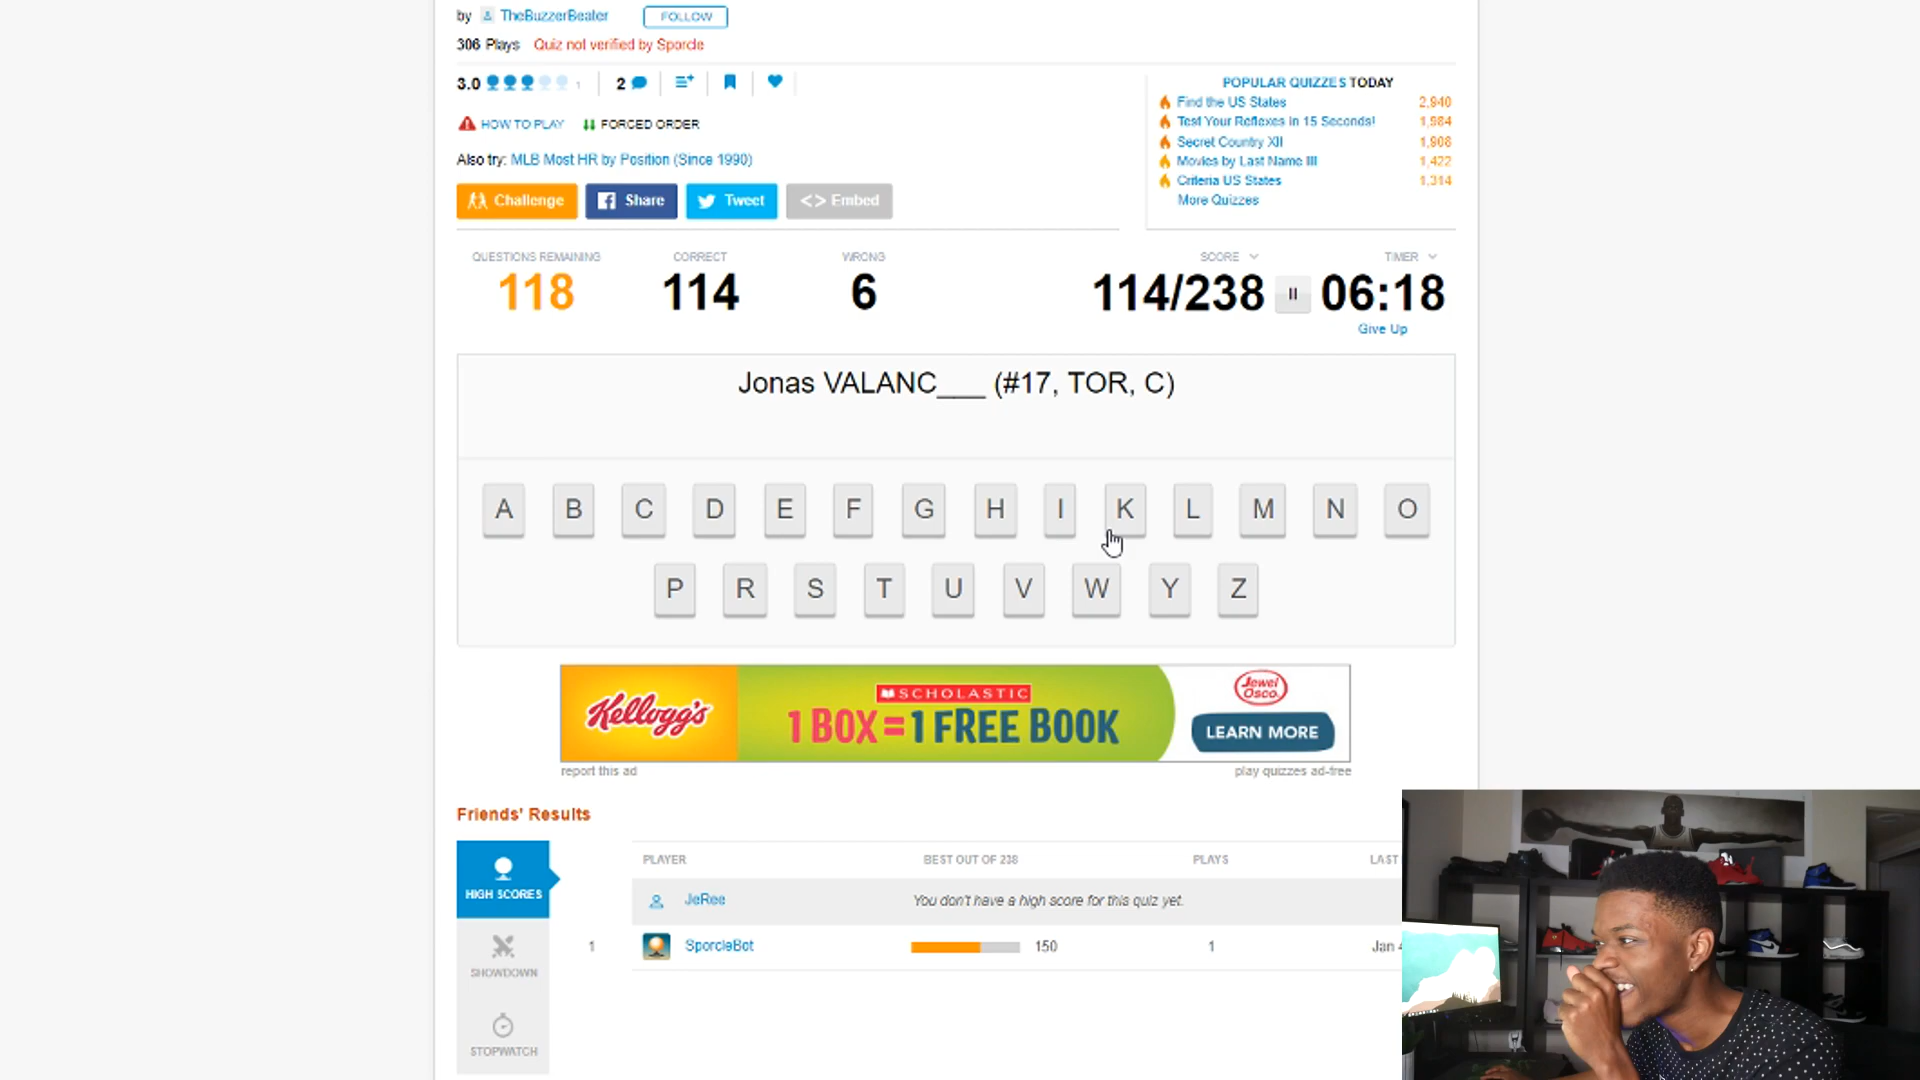 by TheBuzzerBeater FOLLOW
306 Plays Quiz not verified by Sporcle
3.0 1 2
HOW TO PLAY FORCED ORDER
Also try: MLB Most HR by Position (Since 1990)
Challenge Share Tweet <> Embed
POPULAR QUIZZES TODAY
Find the US States 2,940
Test Your Reflexes in 15 Seconds! 1,984
Secret Country XII 1,908
Movies by Last Name III 1,422
Criteria US States 1,314
More Quizzes
QUESTIONS REMAINING CORRECT WRONG SCORE TIMER
118 114 6 114/238 06:18
Give Up
Jonas VALANC___ (#17, TOR, C)
A B C D E F G H I K L M N O
P R S T U V W Y Z
Kellogg's
SCHOLASTIC
1 BOX=1 FREE BOOK
Jewel Osco
LEARN MORE
report this ad play quizzes ad-free
Friends' Results
HIGH SCORES
SHOWDOWN
STOPWATCH
PLAYER BEST OUT OF 238 PLAYS LAST
JeRee You don't have a high score for this quiz yet.
1 SporcleBot 150 1 Jan